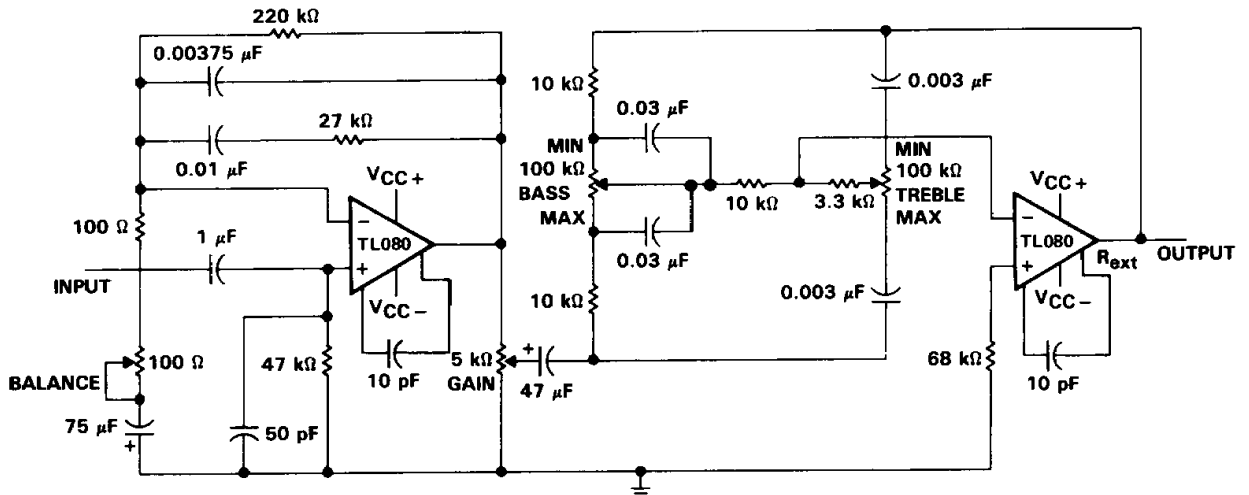 220 kΩ
0.00375 µF
27 kΩ
0.01 µF
100 Ω
1 µF
INPUT
VCC+
−
TL080
+
VCC−
10 pF
100 Ω
BALANCE
75 µF
+
50 pF
47 kΩ
5 kΩ
GAIN
+
47 µF
10 kΩ
0.03 µF
MIN
100 kΩ
BASS
MAX
0.03 µF
10 kΩ
10 kΩ
3.3 kΩ
0.003 µF
MIN
100 kΩ
TREBLE
MAX
0.003 µF
68 kΩ
VCC+
−
TL080
+
VCC−
Rext
OUTPUT
10 pF